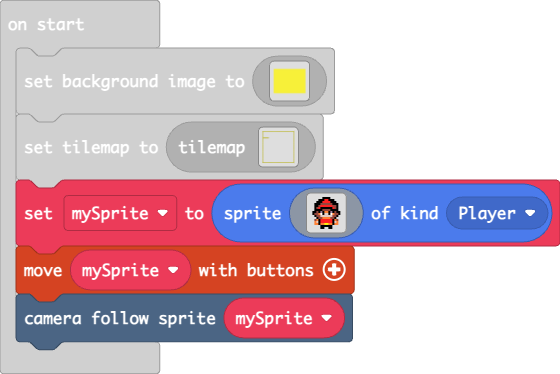 on start
set background image to
set tilemap to tilemap
set mySprite to sprite of kind Player
move mySprite with buttons
camera follow sprite mySprite